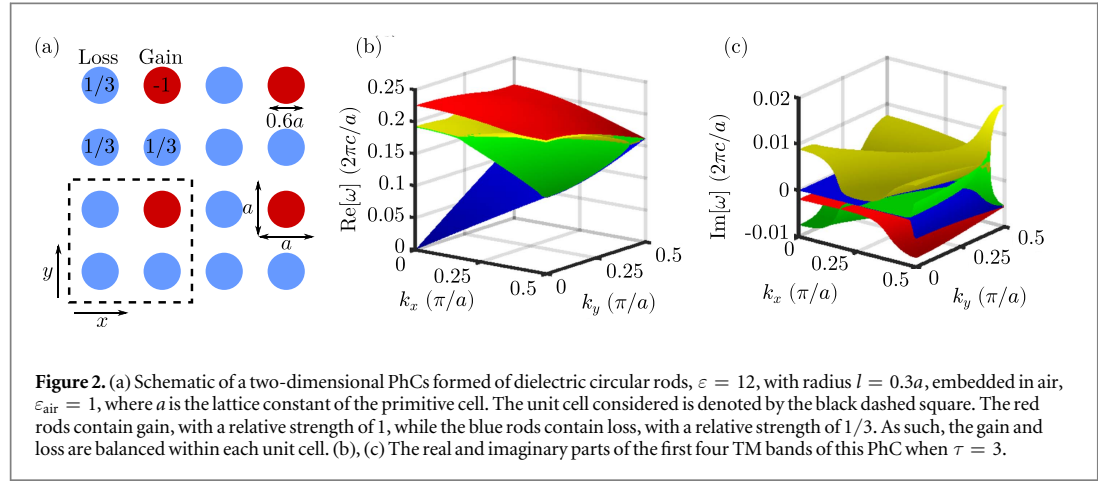 (a)
Loss Gain
1/3 -1
0.6a
1/3 1/3
a
a
y
x
(b)
Re[ω] (2πc/a)
0.25
0.2
0.15
0.1
0.05
0
0
0.25
0.5
k_x (π/a)
0
0.25
0.5
k_y (π/a)
(c)
Im[ω] (2πc/a)
0.02
0.01
0
-0.01
0
k_x (π/a)
0
0.25
0.5
k_y (π/a)
Figure 2. (a) Schematic of a two-dimensional PhCs formed of dielectric circular rods, ε = 12, with radius l = 0.3a, embedded in air,
ε_air = 1, where a is the lattice constant of the primitive cell. The unit cell considered is denoted by the black dashed square. The red
rods contain gain, with a relative strength of 1, while the blue rods contain loss, with a relative strength of 1/3. As such, the gain and
loss are balanced within each unit cell. (b), (c) The real and imaginary parts of the first four TM bands of this PhC when τ = 3.